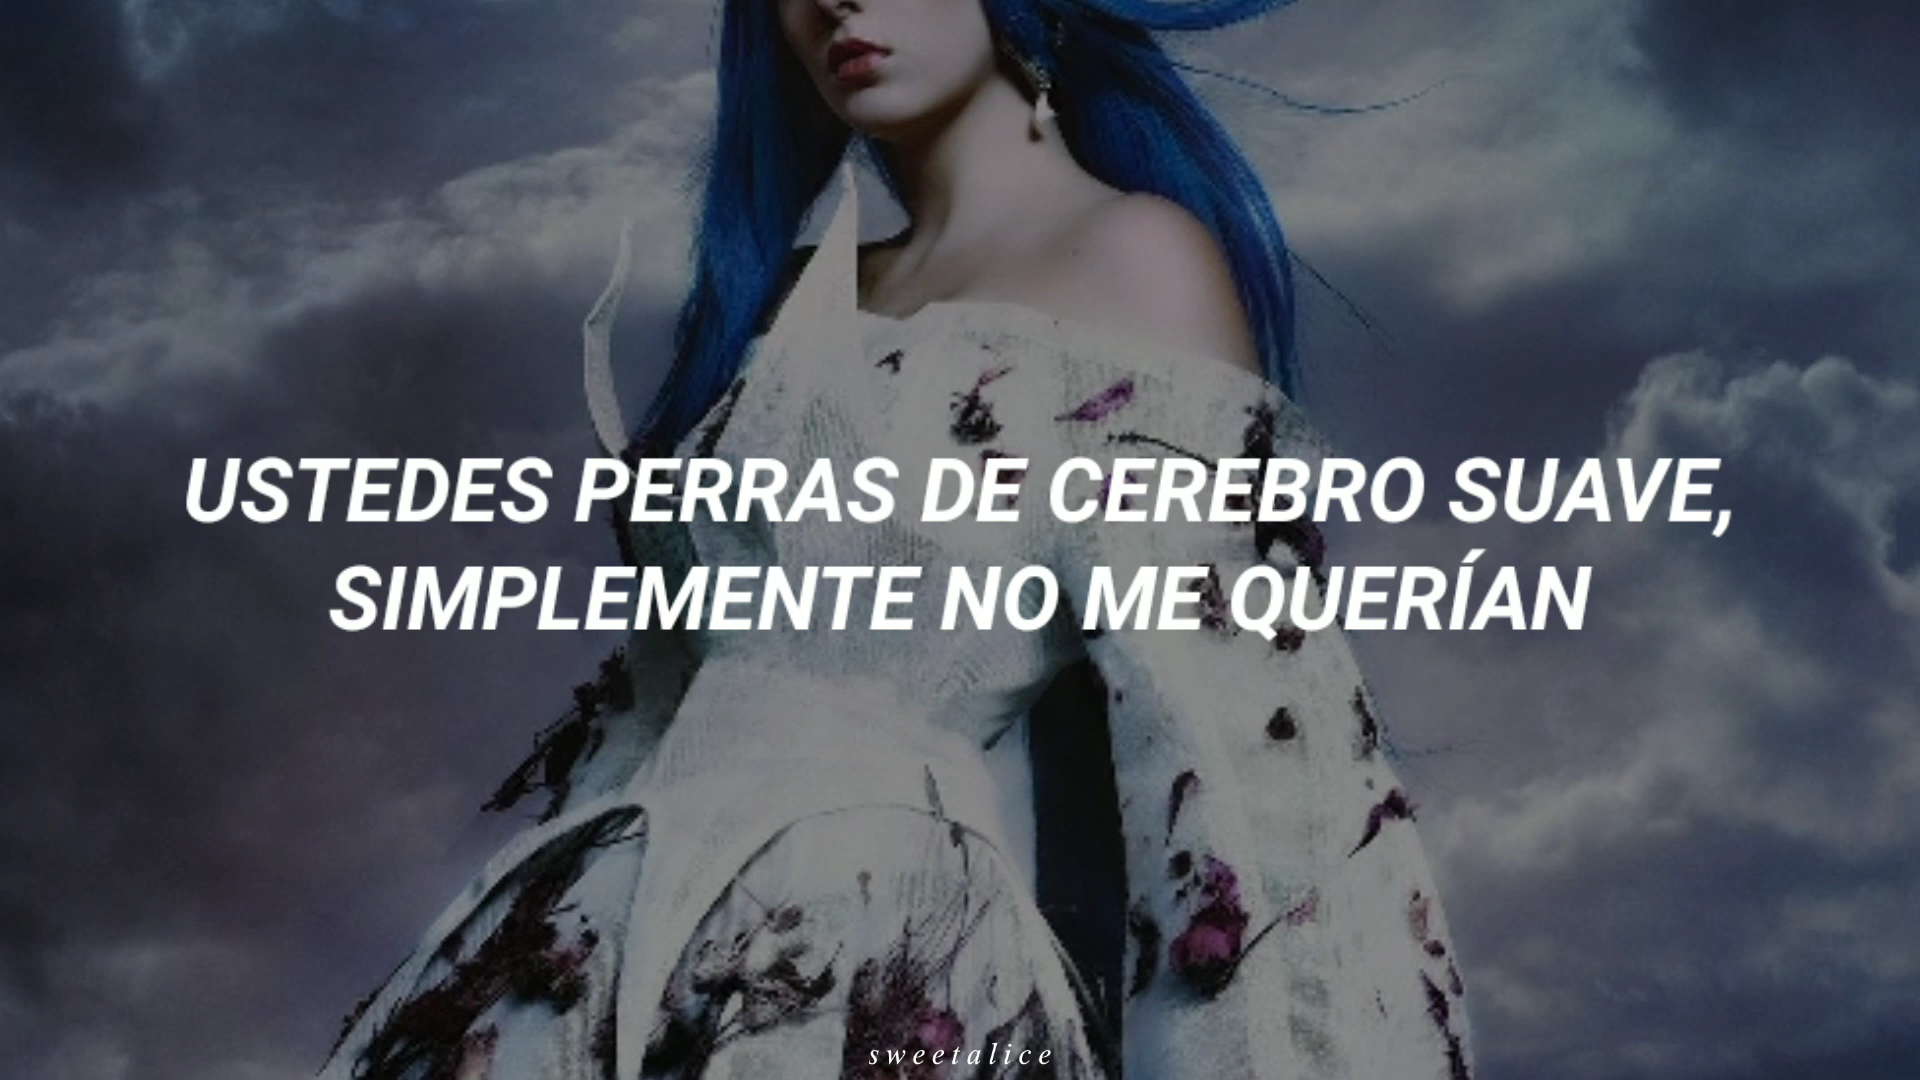 USTEDES PERRAS DE CEREBRO SUAVE,
SIMPLEMENTE NO ME QUERÍAN
sweetalice